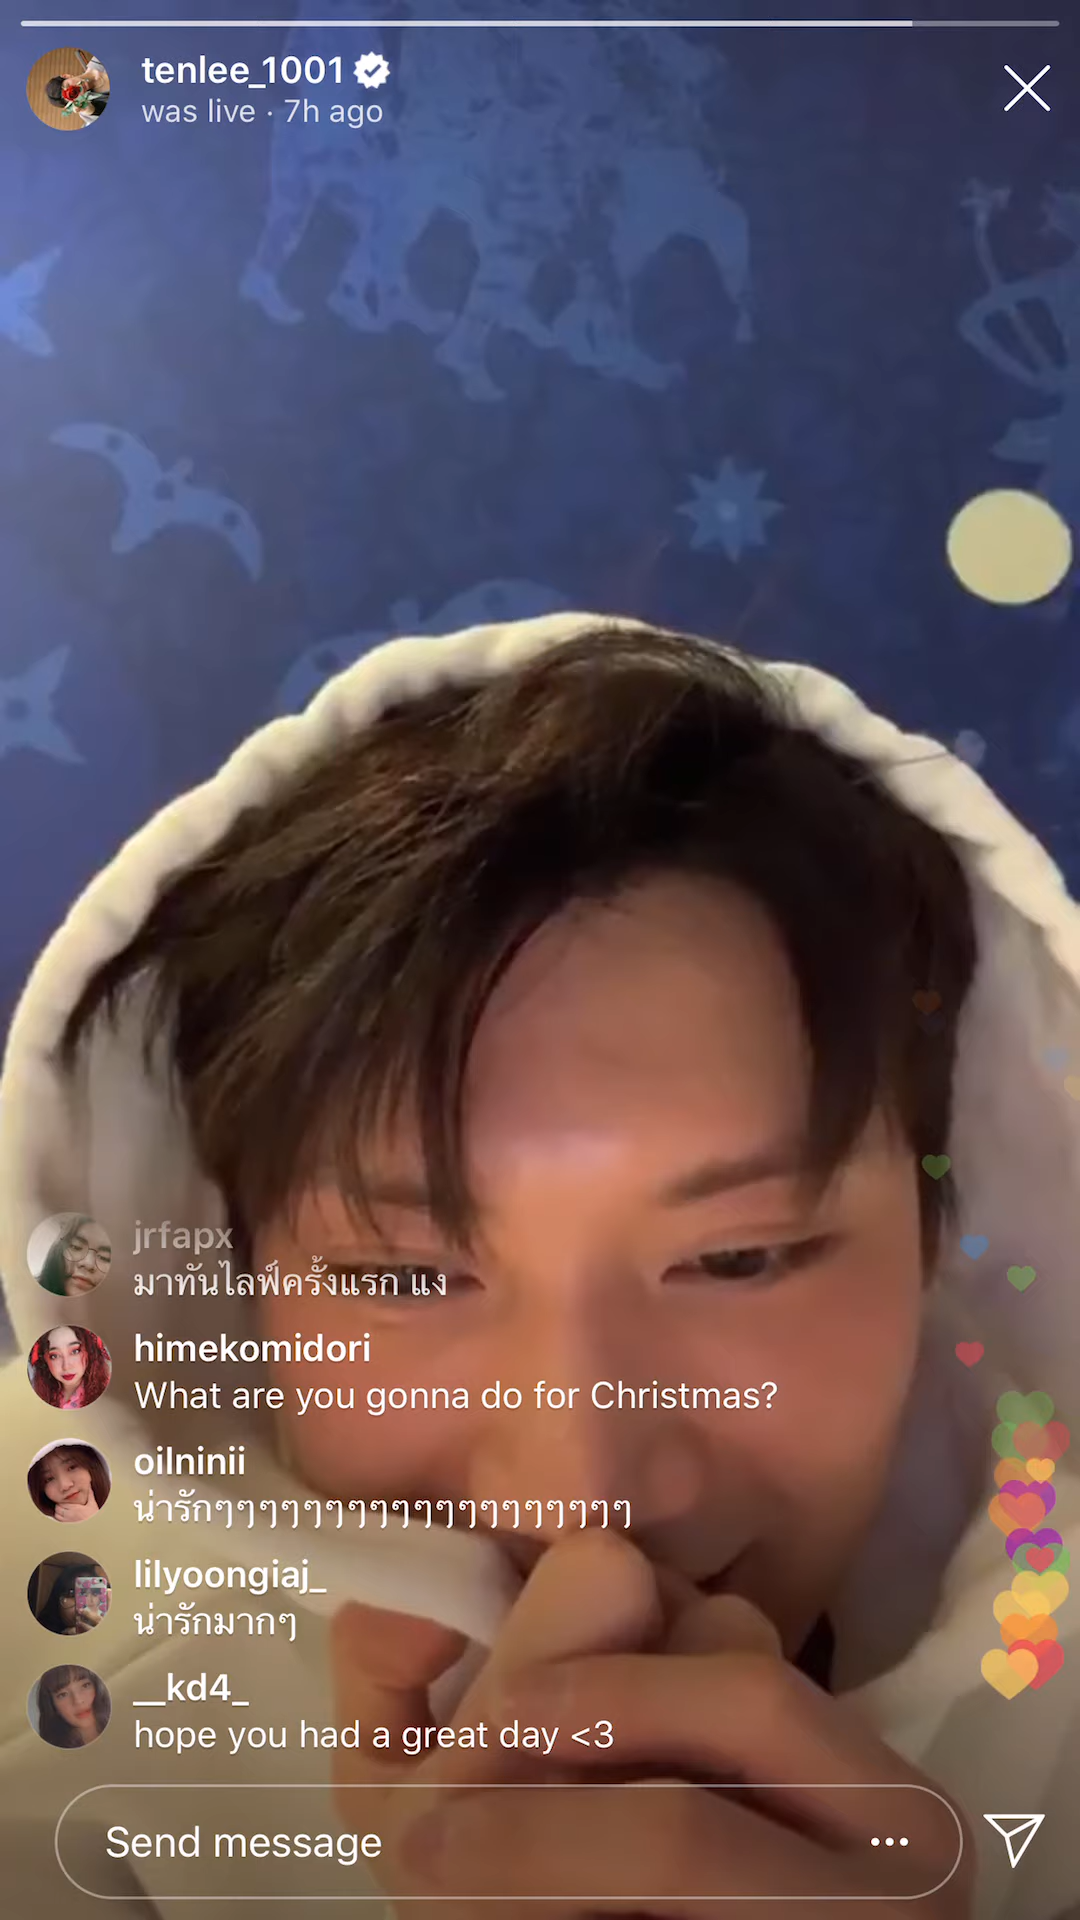 tenlee_1001
was live · 7h ago
jrfapx
มาทันไลฟ์ครั้งแรก แง
himekomidori
What are you gonna do for Christmas?
oilninii
น่ารักๆๆๆๆๆๆๆๆๆๆๆๆๆๆๆๆๆๆๆ
lilyoongiaj_
น่ารักมากๆ
__kd4_
hope you had a great day <3
Send message